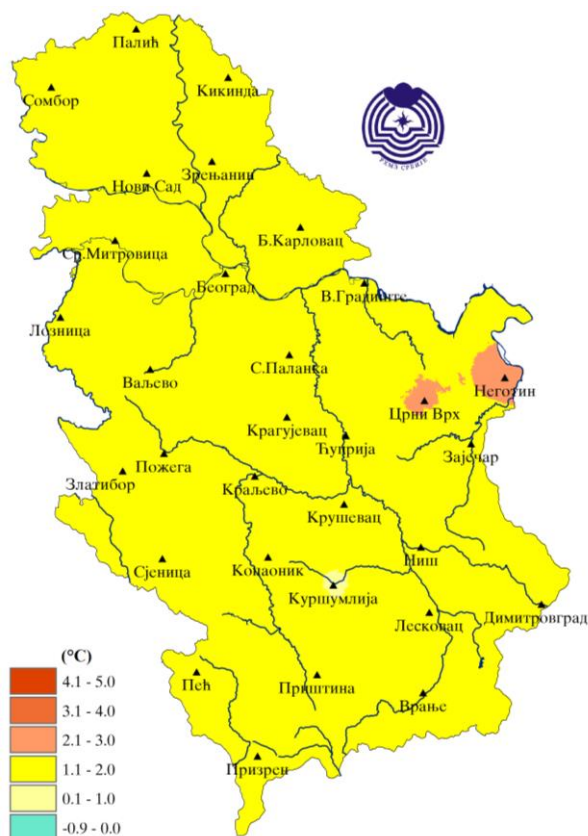 Палић
Сомбор
Кикинда
Зрењанин
Нови Сад
РХМЗ СРБИЈЕ
Б.Карловац
Ср.Митровица
Београд
В.Градиште
Лозница
С.Паланка
Ваљево
Неготин
Црни Врх
Крагујевац
Ћуприја
Зајечар
Пожега
Златибор
Краљево
Крушевац
Ниш
Сјеница
Копаоник
Куршумлија
Димитровград
Лесковац
(°C)
4.1 - 5.0
3.1 - 4.0
2.1 - 3.0
1.1 - 2.0
0.1 - 1.0
-0.9 - 0.0
Пећ
Приштина
Врање
Призрен